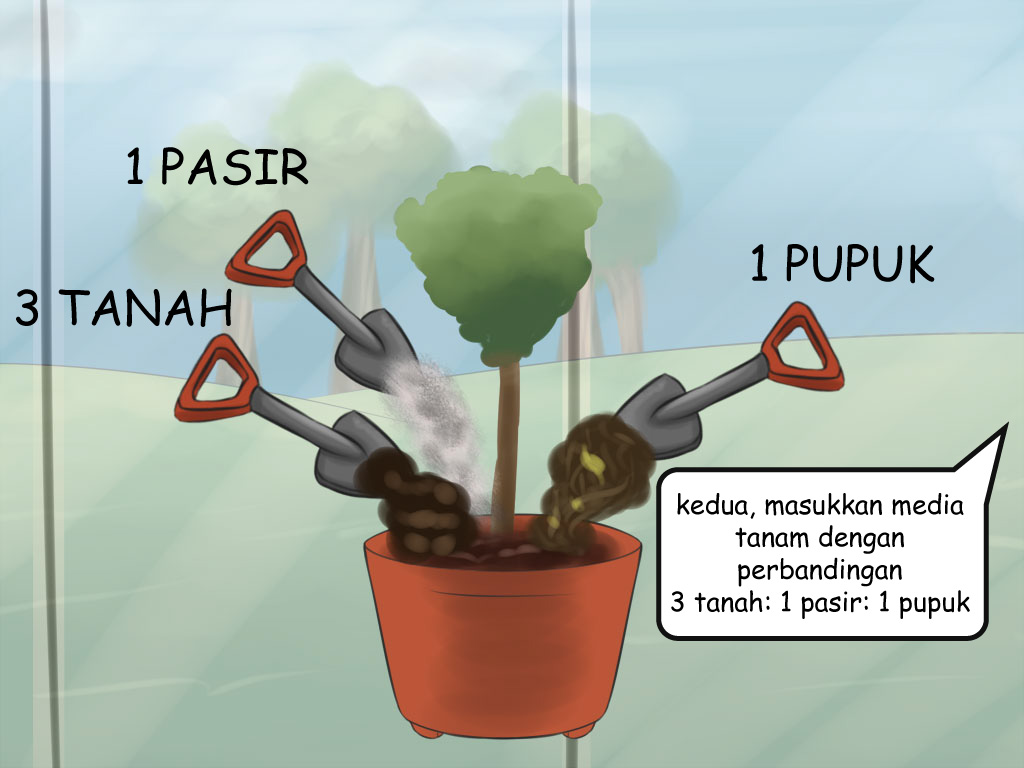 1 PASIR
3 TANAH
1 PUPUK
kedua, masukkan media
tanam dengan
perbandingan
3 tanah: 1 pasir: 1 pupuk